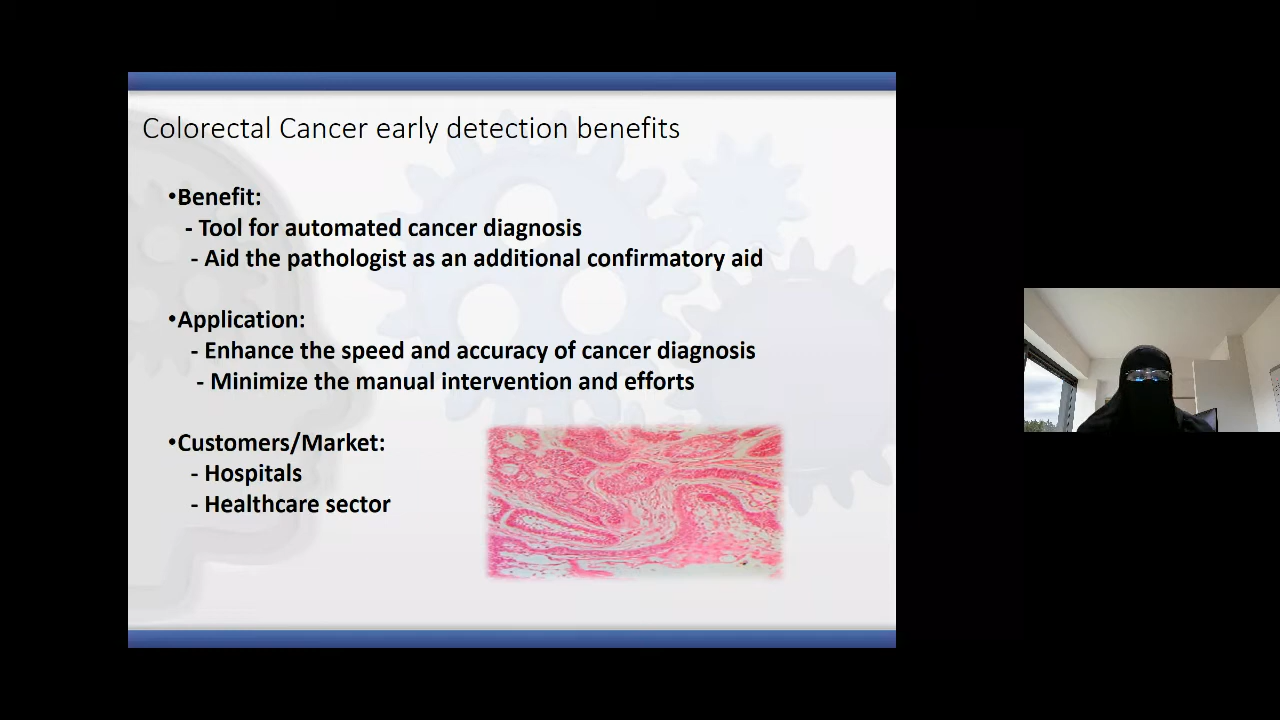 Colorectal Cancer early detection benefits
•Benefit:
- Tool for automated cancer diagnosis
- Aid the pathologist as an additional confirmatory aid
•Application:
- Enhance the speed and accuracy of cancer diagnosis
- Minimize the manual intervention and efforts
•Customers/Market:
- Hospitals
- Healthcare sector